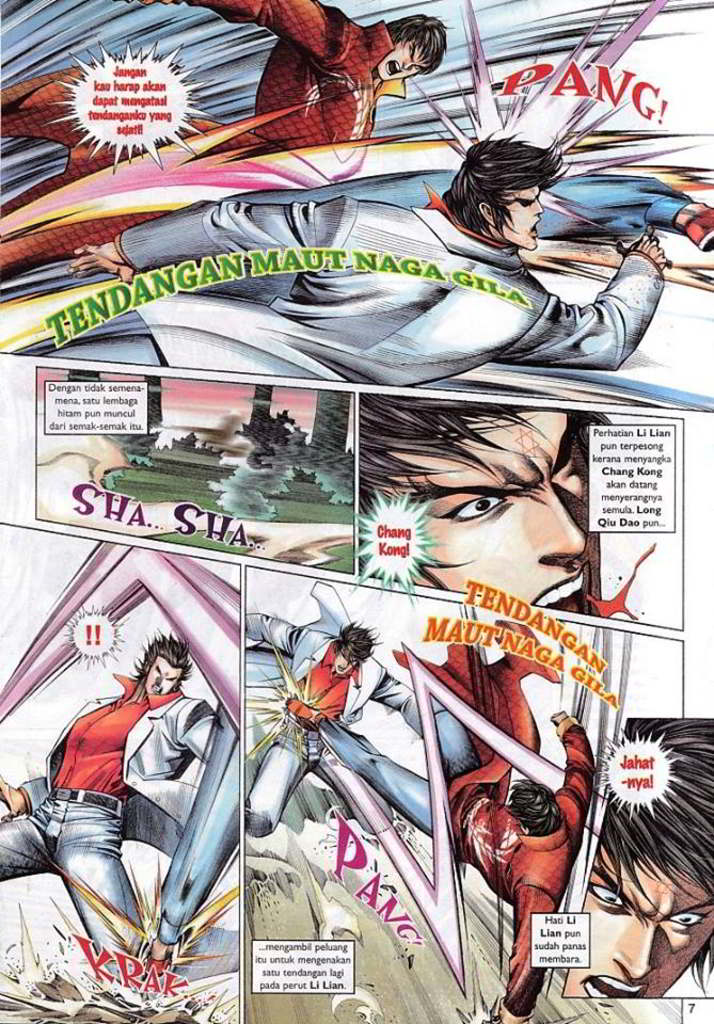 Jangan
kau harap akan
dapat mengatasi
tendanganku yang
sejati!
PANG!
TENDANGAN MAUT NAGA GILA
Dengan tidak semena-
mena, satu lembaga
hitam pun muncul
dari semak-semak itu.
SHA... SHA...
Perhatian Li Lian
pun terpesong
kerana menyangka
Chang Kong
akan datang
menyerangnya
semula. Long
Qiu Dao pun...
Chang
Kong!
!!
KRAK
TENDANGAN
MAUT NAGA GILA
PANG
...mengambil peluang
itu untuk mengenakan
satu tendangan lagi
pada perut Li Lian.
Jahat
-nya!
Hati Li
Lian pun
sudah panas
membara.
7